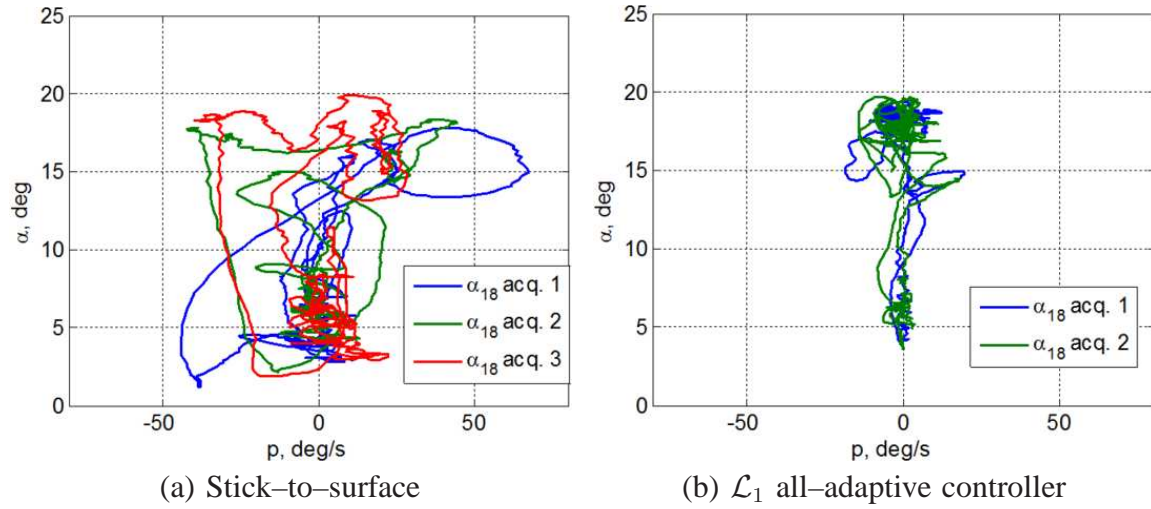 25
20
15
10
5
0
α, deg
-50 0 50
p, deg/s
α18 acq. 1
α18 acq. 2
α18 acq. 3
(a) Stick–to–surface
25
20
15
10
5
0
α, deg
-50 0 50
p, deg/s
α18 acq. 1
α18 acq. 2
(b) ℒ1 all–adaptive controller